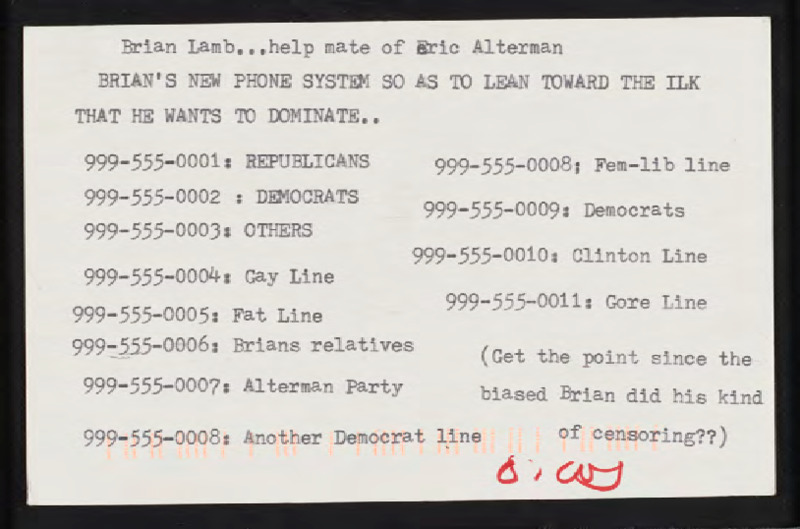 Brian Lamb...help mate of Eric Alterman
BRIAN'S NEW PHONE SYSTEM SO AS TO LEAN TOWARD THE ILK
THAT HE WANTS TO DOMINATE..
999-555-0001: REPUBLICANS
999-555-0002 : DEMOCRATS
999-555-0003: OTHERS
999-555-0004: Gay Line
999-555-0005: Fat Line
999-555-0006: Brians relatives
999-555-0007: Alterman Party
999-555-0008: Another Democrat line
999-555-0008; Fem-lib line
999-555-0009: Democrats
999-555-0010: Clinton Line
999-555-0011: Gore Line
(Get the point since the
biased Brian did his kind
of censoring??)